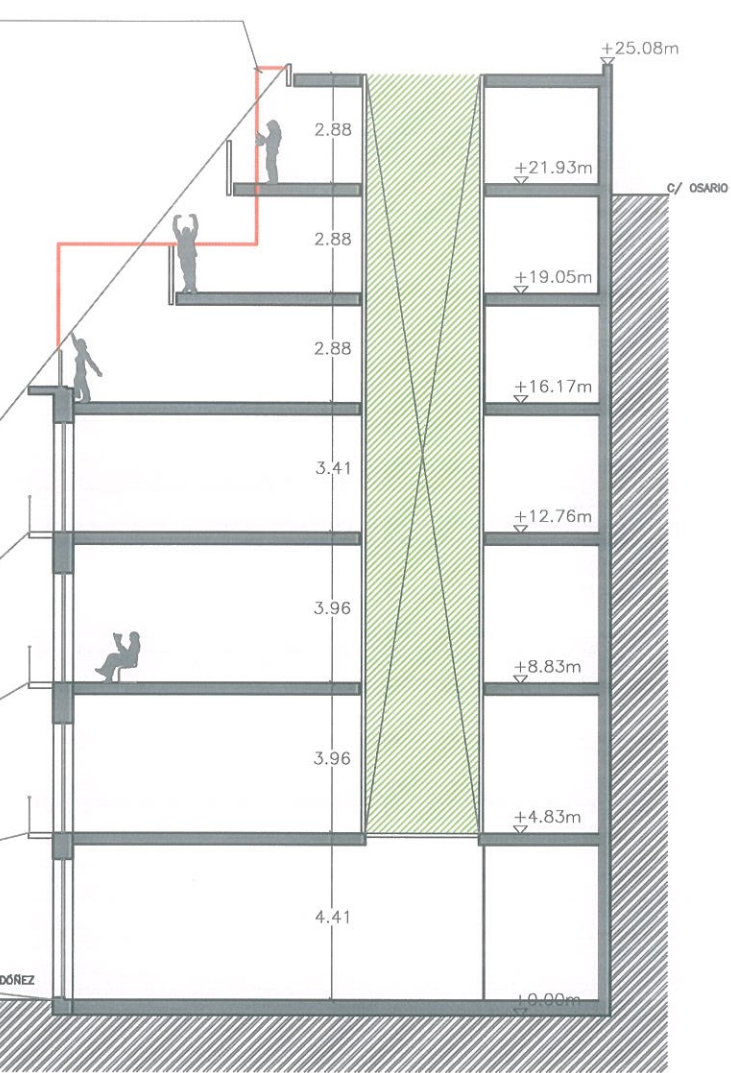 +25.08m
2.88
+21.93m
C/ OSARIO
2.88
+19.05m
2.88
+16.17m
3.41
+12.76m
3.96
+8.83m
3.96
+4.83m
4.41
DÓÑEZ
+0.00m